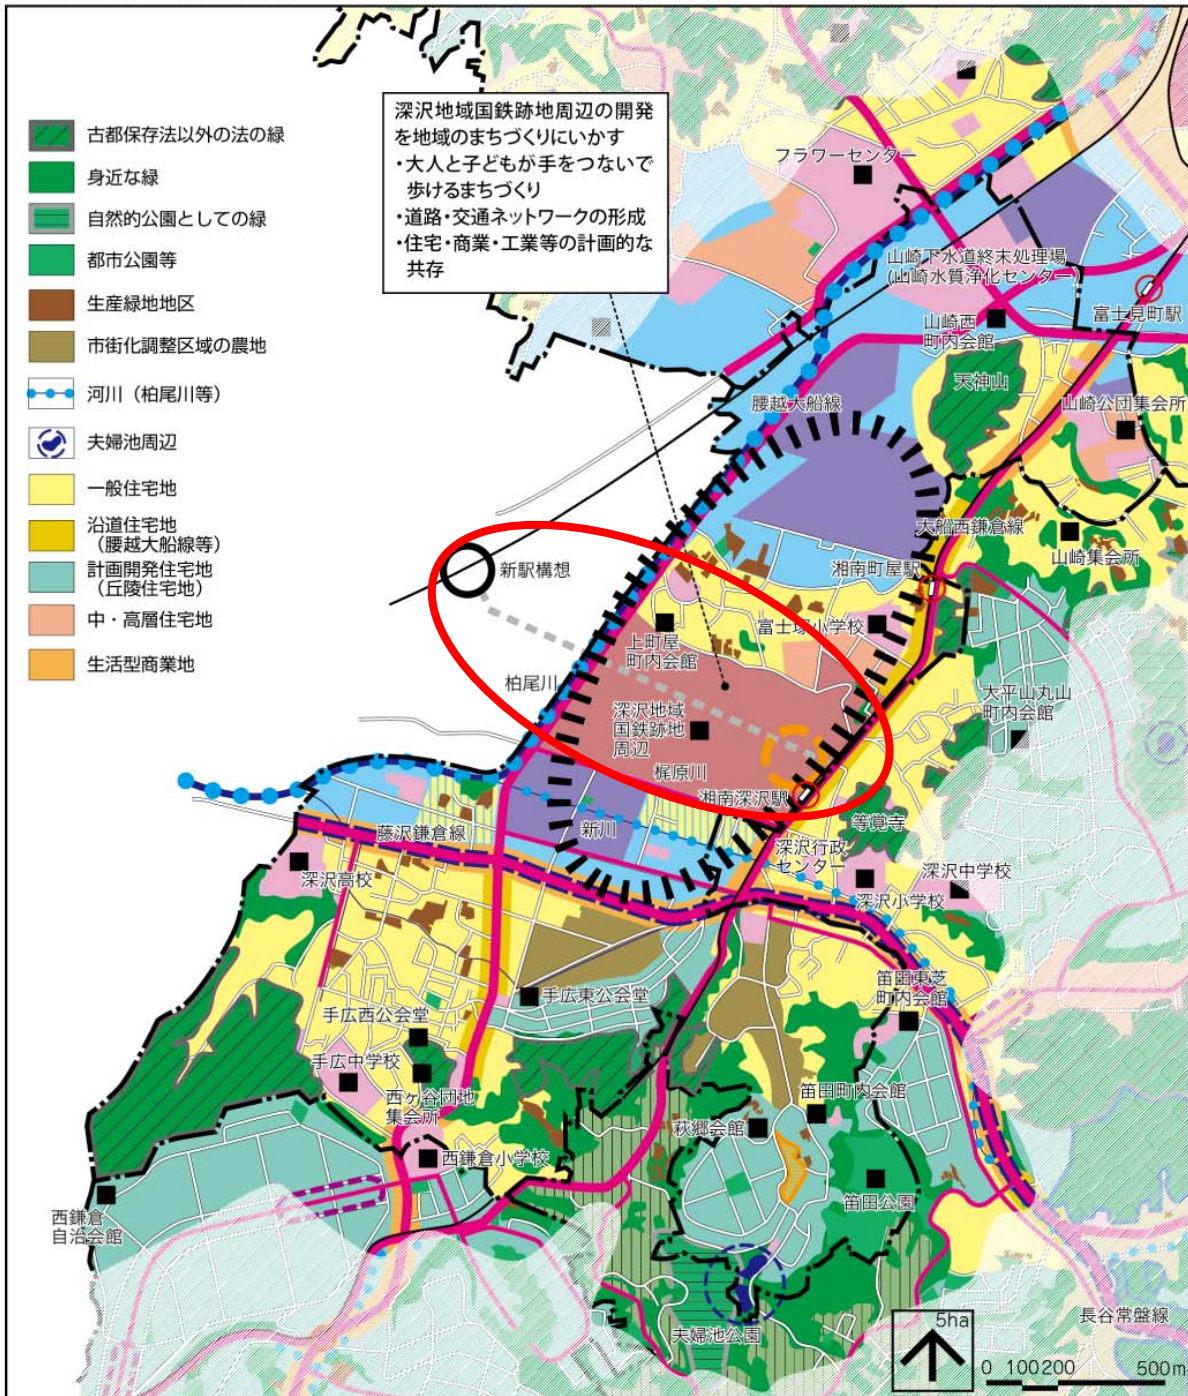 深沢地域国鉄跡地周辺の開発
を地域のまちづくりにいかす
・大人と子どもが手をつないで
歩けるまちづくり
・道路・交通ネットワークの形成
・住宅・商業・工業等の計画的な
共存
古都保存法以外の法の緑
身近な緑
自然的公園としての緑
都市公園等
生産緑地地区
市街化調整区域の農地
河川（柏尾川等）
夫婦池周辺
一般住宅地
沿道住宅地
（腰越大船線等）
計画開発住宅地
（丘陵住宅地）
中・高層住宅地
生活型商業地
フラワーセンター
山崎下水道終末処理場
(山崎水質浄化センター)
富士見町駅
山崎西
町内会館
天神山
腰越大船線
山崎公団集会所
大船西鎌倉線
山崎集会所
湘南町屋駅
新駅構想
富士塚小学校
上町屋
町内会館
柏尾川
大平山丸山
町内会館
深沢地域
国鉄跡地
周辺
梶原川
湘南深沢駅
等覚寺
新川
藤沢鎌倉線
深沢行政
センター
深沢高校
深沢中学校
深沢小学校
笛田東芝
町内会館
手広東公会堂
手広西公会堂
手広中学校
西ヶ谷団地
集会所
笛田町内会館
萩郷会館
西鎌倉小学校
笛田公園
西鎌倉
自治会館
夫婦池公園
長谷常盤線
5ha
0 100 200 500m